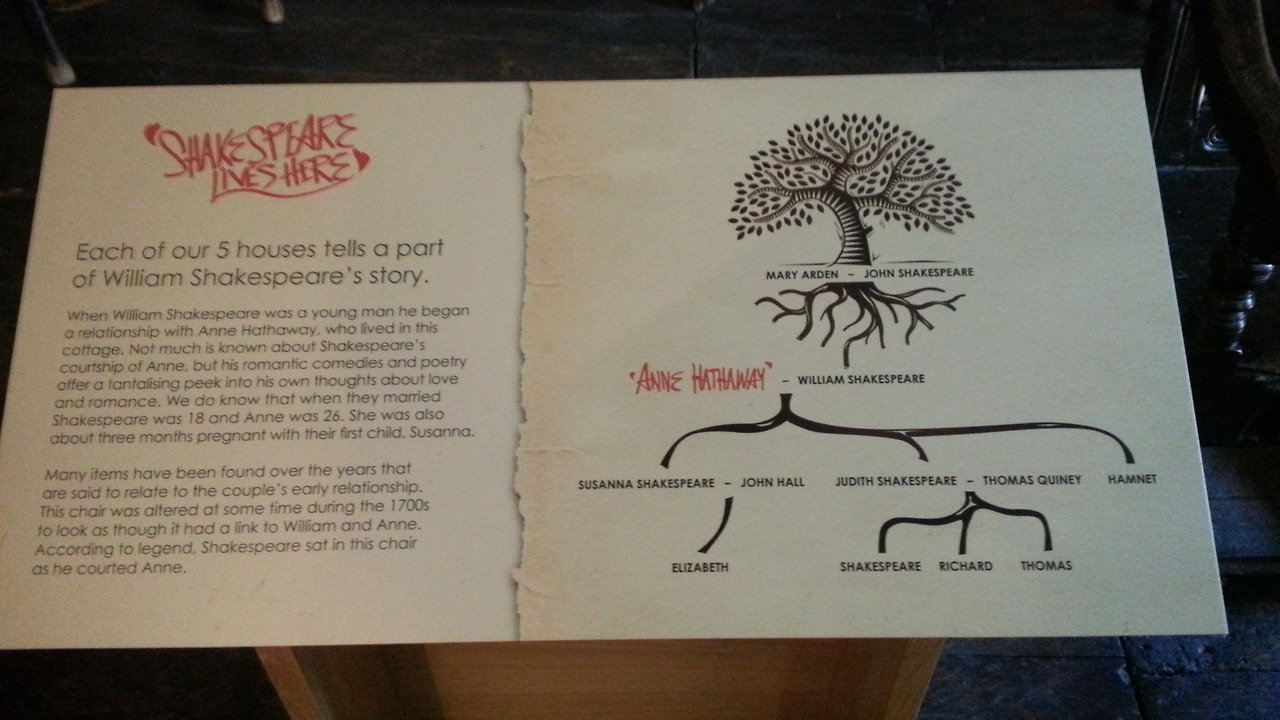 "SHAKESPEARE
LIVES HERE"
Each of our 5 houses tells a part
of William Shakespeare's story.
When William Shakespeare was a young man he began
a relationship with Anne Hathaway, who lived in this
cottage. Not much is known about Shakespeare's
courtship of Anne, but his romantic comedies and poetry
offer a tantalising peek into his own thoughts about love
and romance. We do know that when they married
Shakespeare was 18 and Anne was 26. She was also
about three months pregnant with their first child, Susanna.
Many items have been found over the years that
are said to relate to the couple's early relationship.
This chair was altered at some time during the 1700s
to look as though it had a link to William and Anne.
According to legend, Shakespeare sat in this chair
as he courted Anne.
MARY ARDEN – JOHN SHAKESPEARE
"ANNE HATHAWAY" – WILLIAM SHAKESPEARE
SUSANNA SHAKESPEARE – JOHN HALL JUDITH SHAKESPEARE – THOMAS QUINEY HAMNET
ELIZABETH SHAKESPEARE RICHARD THOMAS